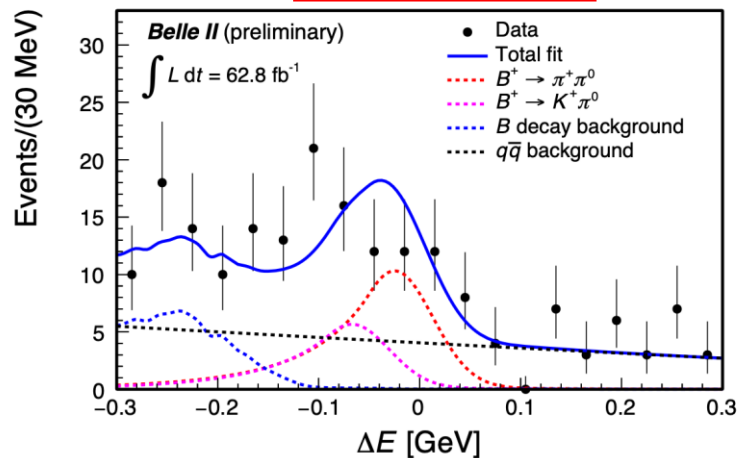 Belle II (preliminary)
∫ L dt = 62.8 fb⁻¹
Data
Total fit
B⁺ → π⁺π⁰
B⁺ → K⁺π⁰
B decay background
qq̅ background
Events/(30 MeV)
30
25
20
15
10
5
0
−0.3 −0.2 −0.1 0 0.1 0.2 0.3
ΔE [GeV]